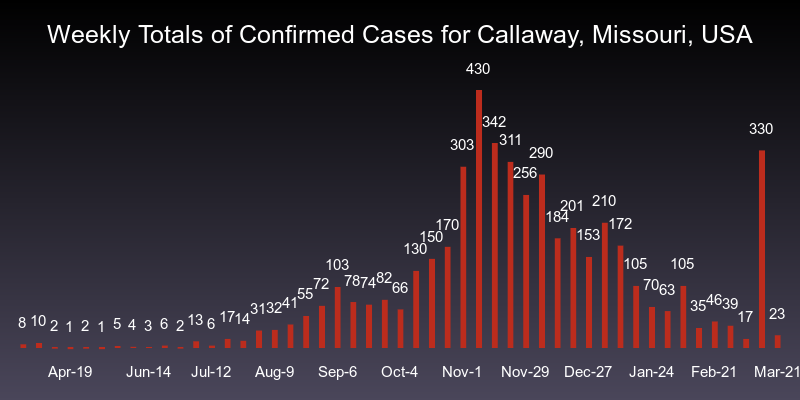 Weekly Totals of Confirmed Cases for Callaway, Missouri, USA
8 10 2 1 2 1 5 4 3 6 2 13 6 17 14 31 32 41 55 72 103 78 74 82 66 130 150 170 303 430 342 311 256 290 184 201 153 210 172 105 70 63 105 35 46 39 17 330 23
Apr-19 Jun-14 Jul-12 Aug-9 Sep-6 Oct-4 Nov-1 Nov-29 Dec-27 Jan-24 Feb-21 Mar-21